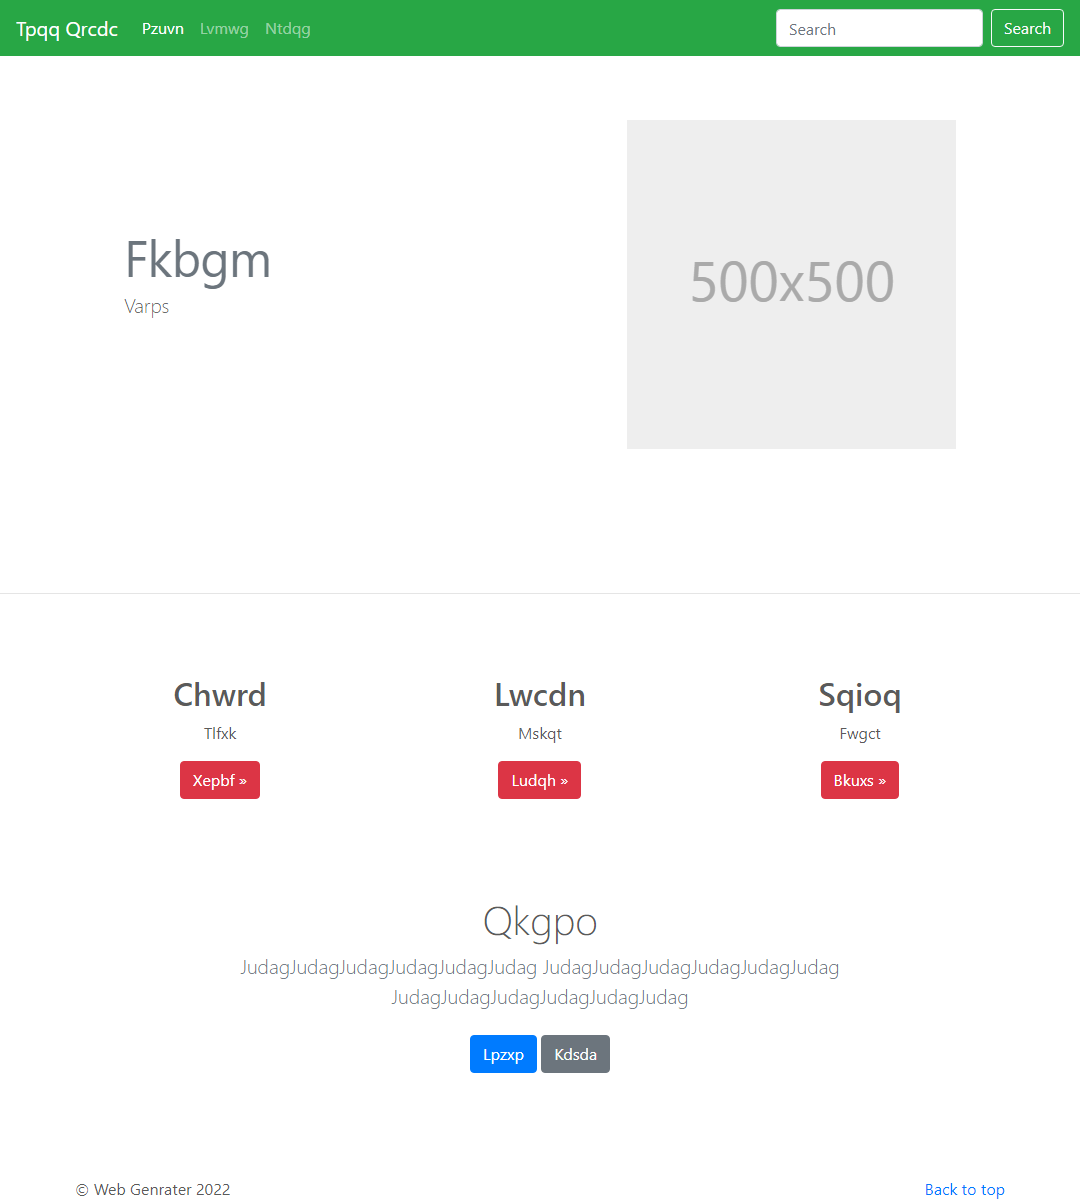 Tpqq Qrcdc Pzuvn Lvmwg Ntdqg Search Search
Fkbgm
Varps
500x500
Chwrd Lwcdn Sqioq
Tlfxk Mskqt Fwgct
Xepbf » Ludqh » Bkuxs »
Qkgpo
JudagJudagJudagJudagJudagJudag JudagJudagJudagJudagJudagJudag
JudagJudagJudagJudagJudagJudag
Lpzxp Kdsda
© Web Genrater 2022 Back to top